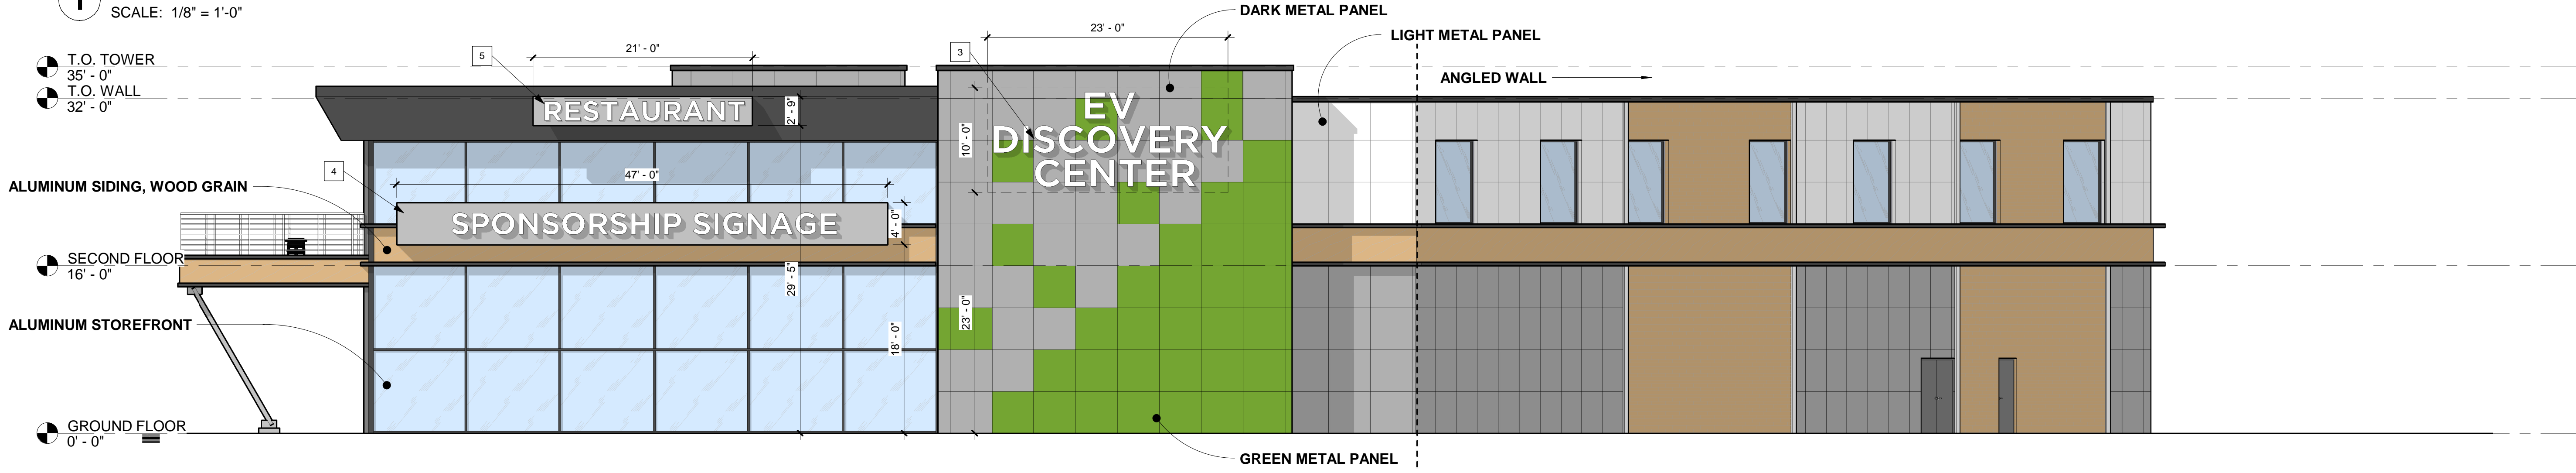 1
SCALE: 1/8" = 1'-0"
DARK METAL PANEL
23' - 0"
LIGHT METAL PANEL
21' - 0"
5
3
T.O. TOWER
35' - 0"
ANGLED WALL
T.O. WALL
32' - 0"
RESTAURANT
2' - 9"
EV
DISCOVERY
CENTER
10' - 0"
4
47' - 0"
ALUMINUM SIDING, WOOD GRAIN
SPONSORSHIP SIGNAGE
4' - 0"
SECOND FLOOR
16' - 0"
29' - 5"
23' - 0"
18' - 0"
ALUMINUM STOREFRONT
GROUND FLOOR
0' - 0"
GREEN METAL PANEL